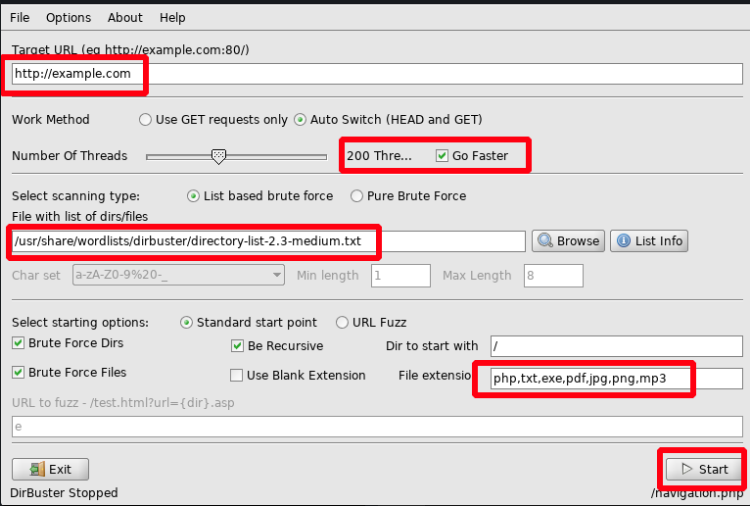 File Options About Help
Target URL (eg http://example.com:80/)
http://example.com
Work Method Use GET requests only Auto Switch (HEAD and GET)
Number Of Threads 200 Thre... Go Faster
Select scanning type: List based brute force Pure Brute Force
File with list of dirs/files
/usr/share/wordlists/dirbuster/directory-list-2.3-medium.txt Browse List Info
Char set a-zA-Z0-9%20-_ Min length 1 Max Length 8
Select starting options: Standard start point URL Fuzz
Brute Force Dirs Be Recursive Dir to start with /
Brute Force Files Use Blank Extension File extension php,txt,exe,pdf,jpg,png,mp3
URL to fuzz - /test.html?url={dir}.asp
e
Exit Start
DirBuster Stopped /navigation.php